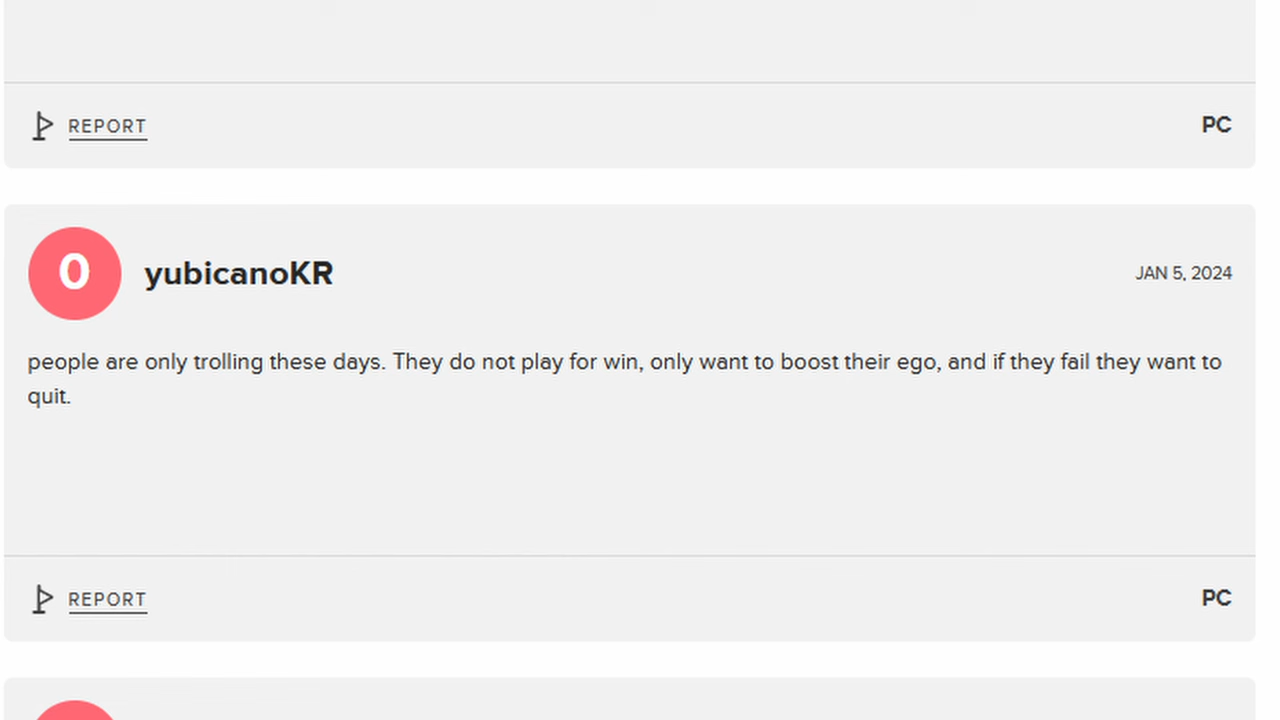 REPORT
PC
0
yubicanoKR
JAN 5, 2024
people are only trolling these days. They do not play for win, only want to boost their ego, and if they fail they want to
quit.
REPORT
PC